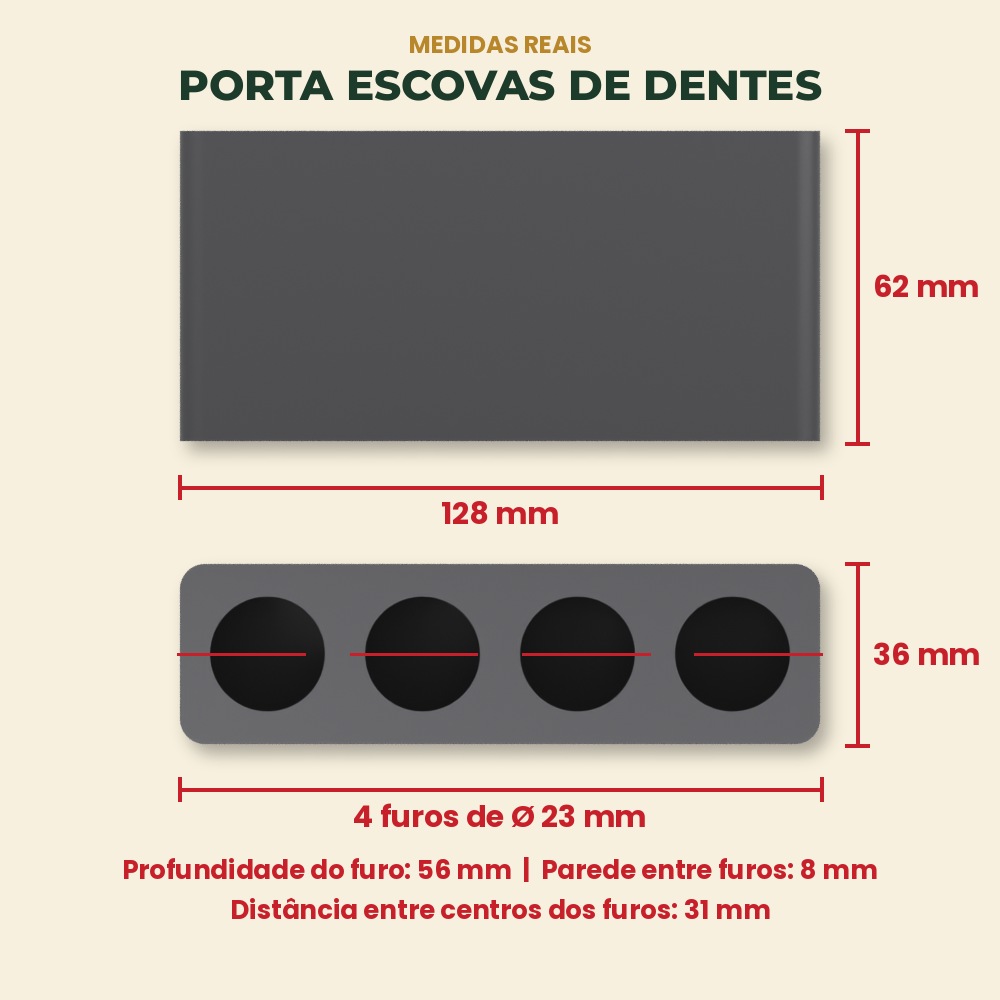 MEDIDAS REAIS
PORTA ESCOVAS DE DENTES
62 mm
128 mm
36 mm
4 furos de Ø 23 mm
Profundidade do furo: 56 mm | Parede entre furos: 8 mm
Distância entre centros dos furos: 31 mm